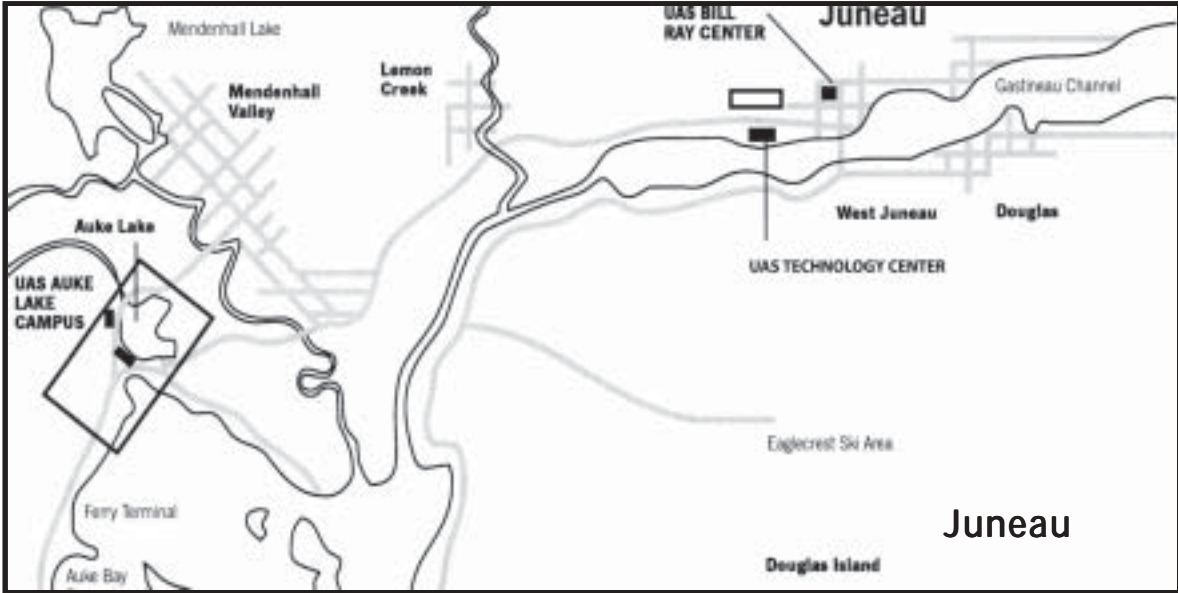 Mendenhall Lake
Mendenhall
Valley
Lemon
Creek
UAS BILL
RAY CENTER
Juneau
Gastineau Channel
Auke Lake
UAS AUKE
LAKE
CAMPUS
West Juneau
Douglas
UAS TECHNOLOGY CENTER
Eaglecrest Ski Area
Ferry Terminal
Juneau
Auke Bay
Douglas Island